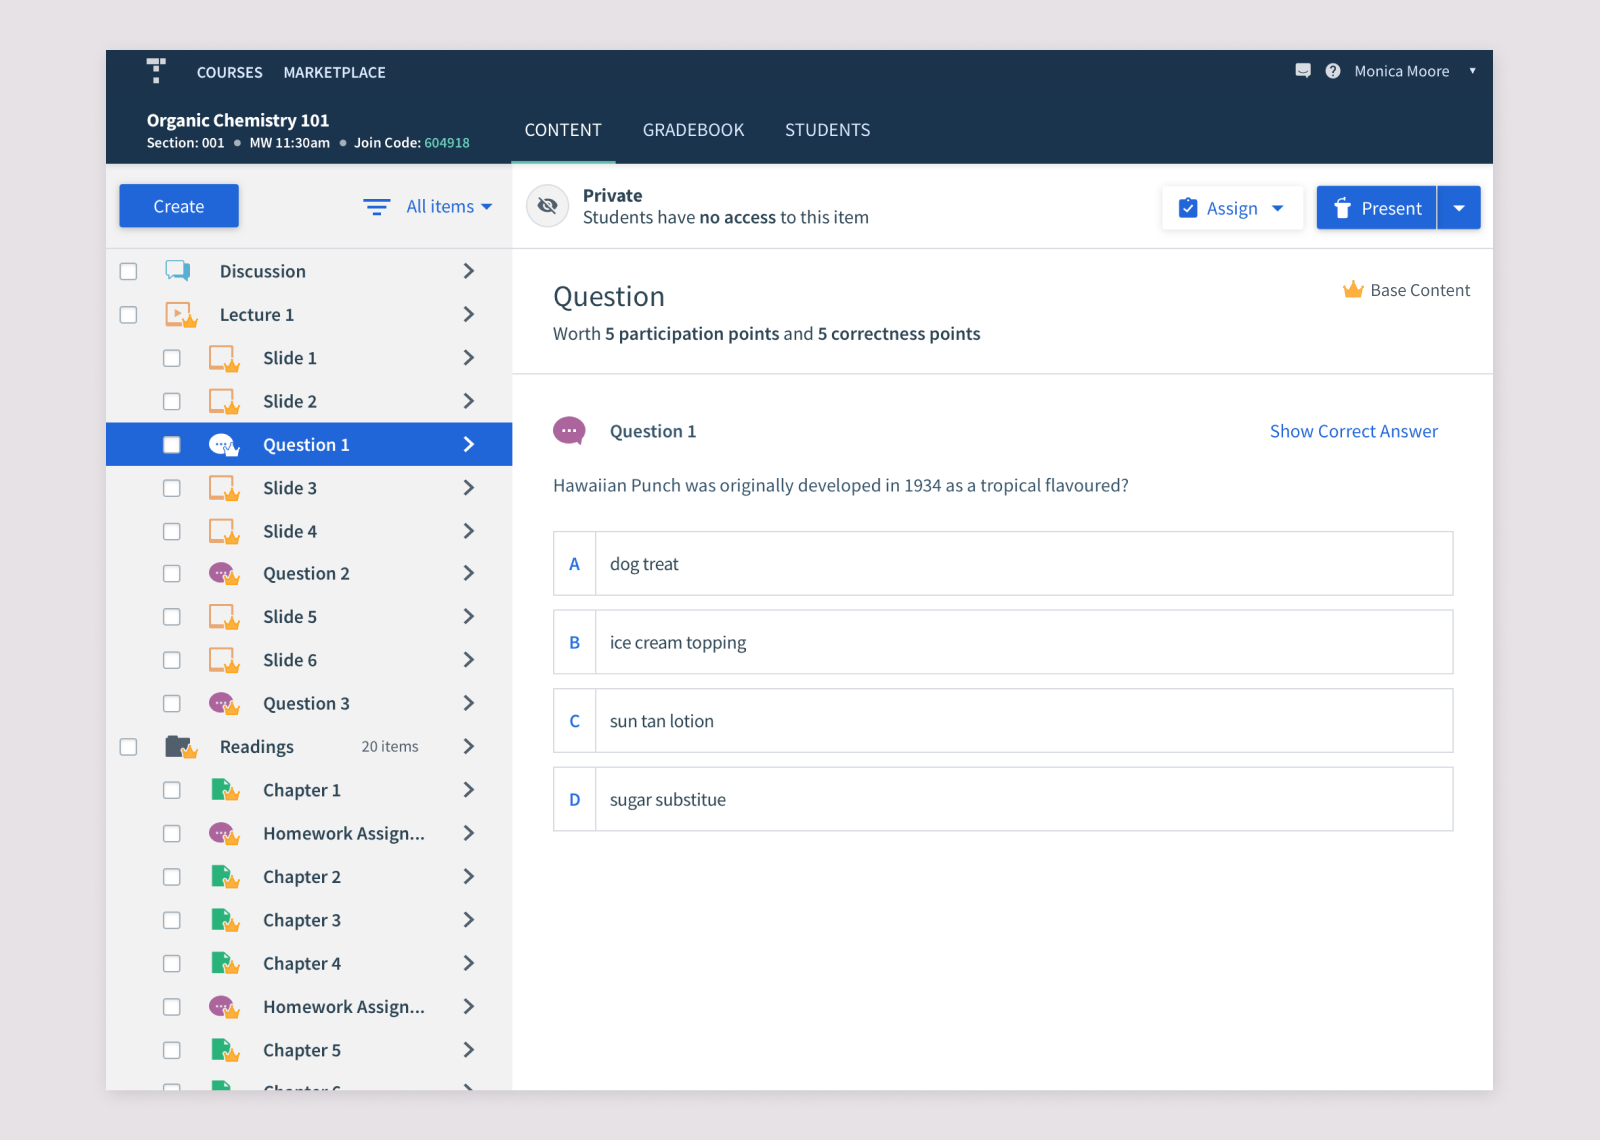 COURSES MARKETPLACE
Monica Moore
Organic Chemistry 101
Section: 001 • MW 11:30am • Join Code: 604918
CONTENT GRADEBOOK STUDENTS
Create
All items
Private
Students have no access to this item
Assign
Present
Discussion
Lecture 1
Slide 1
Slide 2
Question 1
Slide 3
Slide 4
Question 2
Slide 5
Slide 6
Question 3
Readings 20 items
Chapter 1
Homework Assign...
Chapter 2
Chapter 3
Chapter 4
Homework Assign...
Chapter 5
Chapter 6
Question
Base Content
Worth 5 participation points and 5 correctness points
Question 1
Show Correct Answer
Hawaiian Punch was originally developed in 1934 as a tropical flavoured?
A dog treat
B ice cream topping
C sun tan lotion
D sugar substitue